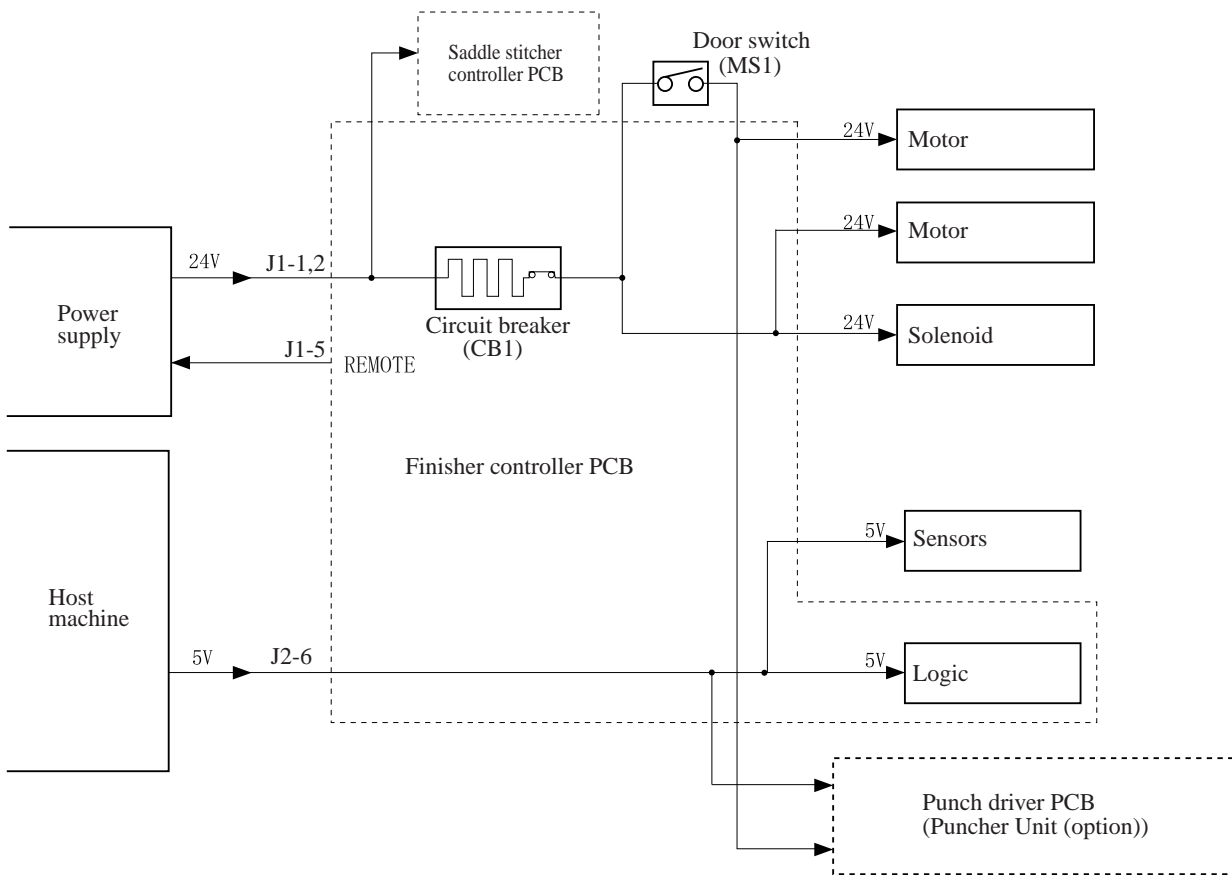 Saddle stitcher
controller PCB
Door switch
(MS1)
24V
Motor
24V
Motor
24V
J1-1,2
Power
supply
Circuit breaker
(CB1)
24V
Solenoid
J1-5
REMOTE
Finisher controller PCB
5V
Sensors
Host
machine
5V
J2-6
5V
Logic
Punch driver PCB
(Puncher Unit (option))